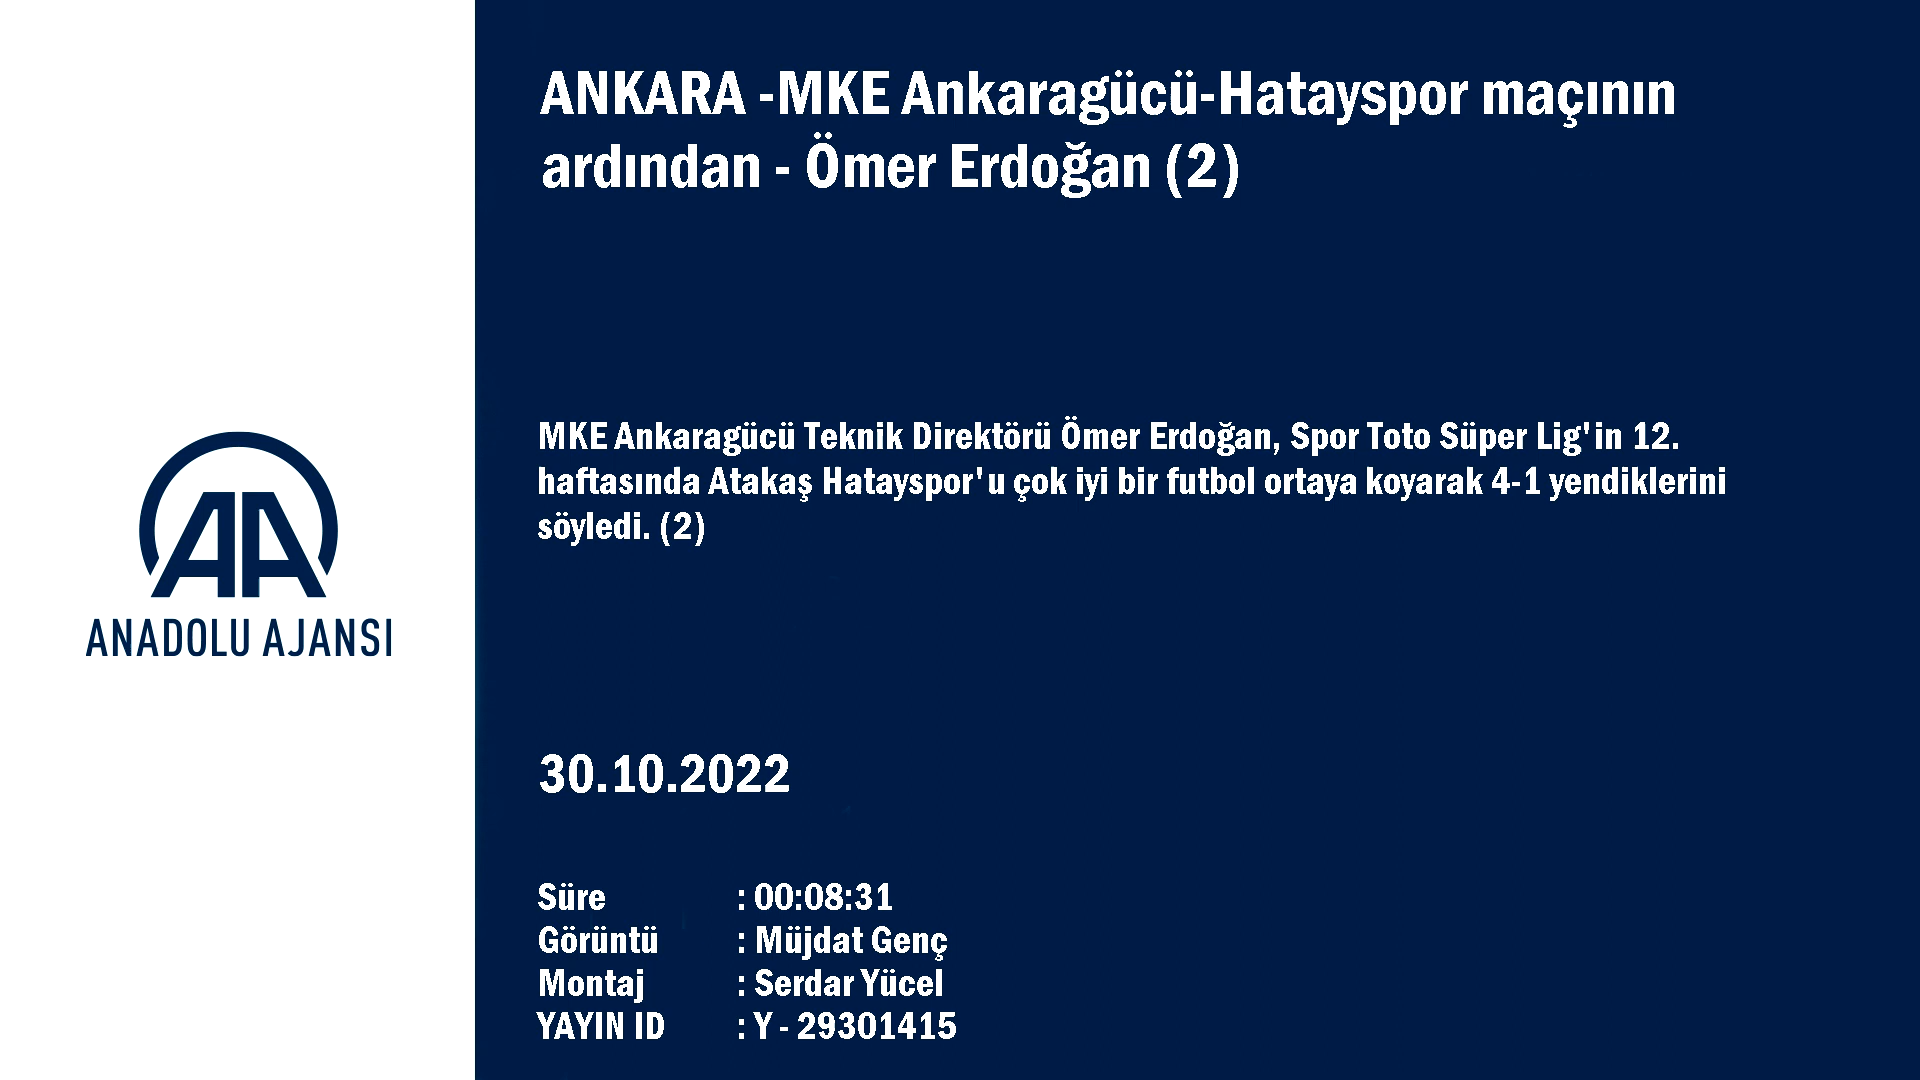 ANKARA -MKE Ankaragücü-Hatayspor maçının
ardından - Ömer Erdoğan (2)
MKE Ankaragücü Teknik Direktörü Ömer Erdoğan, Spor Toto Süper Lig'in 12.
haftasında Atakaş Hatayspor'u çok iyi bir futbol ortaya koyarak 4-1 yendiklerini
söyledi. (2)
AA
ANADOLU AJANSI
30.10.2022
Süre : 00:08:31
Görüntü : Müjdat Genç
Montaj : Serdar Yücel
YAYIN ID : Y - 29301415